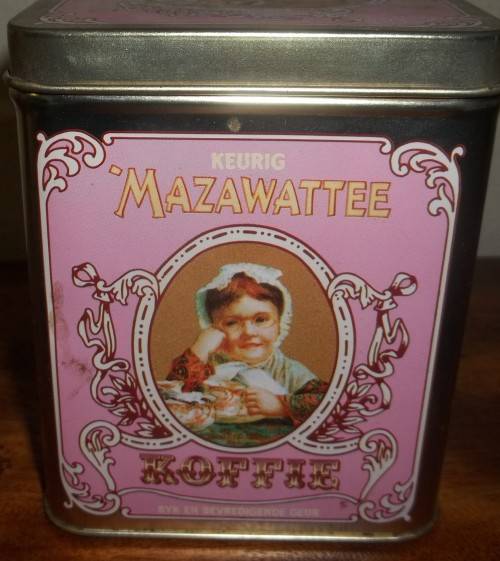 KEURIG
'MAZAWATTEE
KOFFIE
RYK EN BEVREDIGENDE GEUR